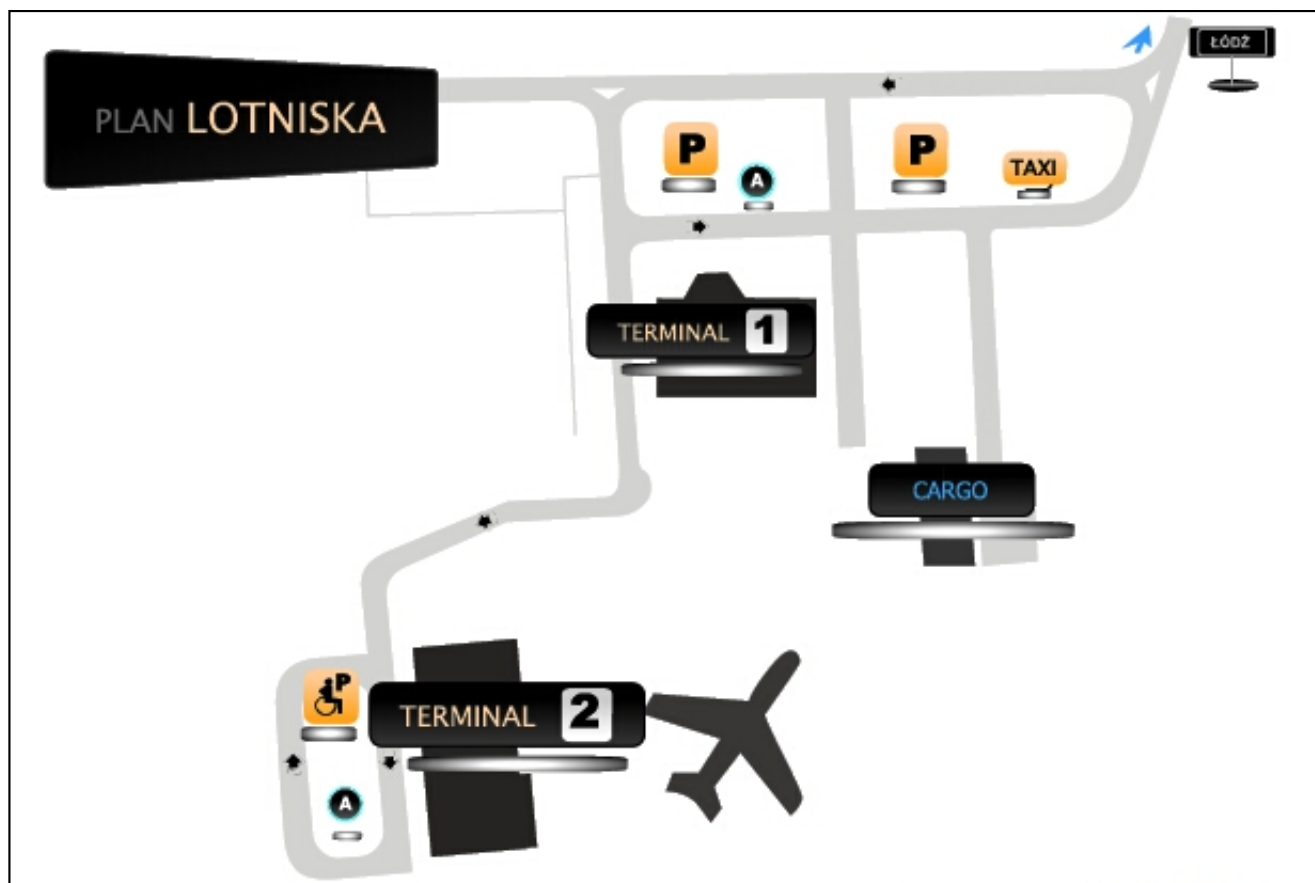 ŁÓDŹ
PLAN LOTNISKA
P
P
A
TAXI
TERMINAL 1
CARGO
P
TERMINAL 2
A